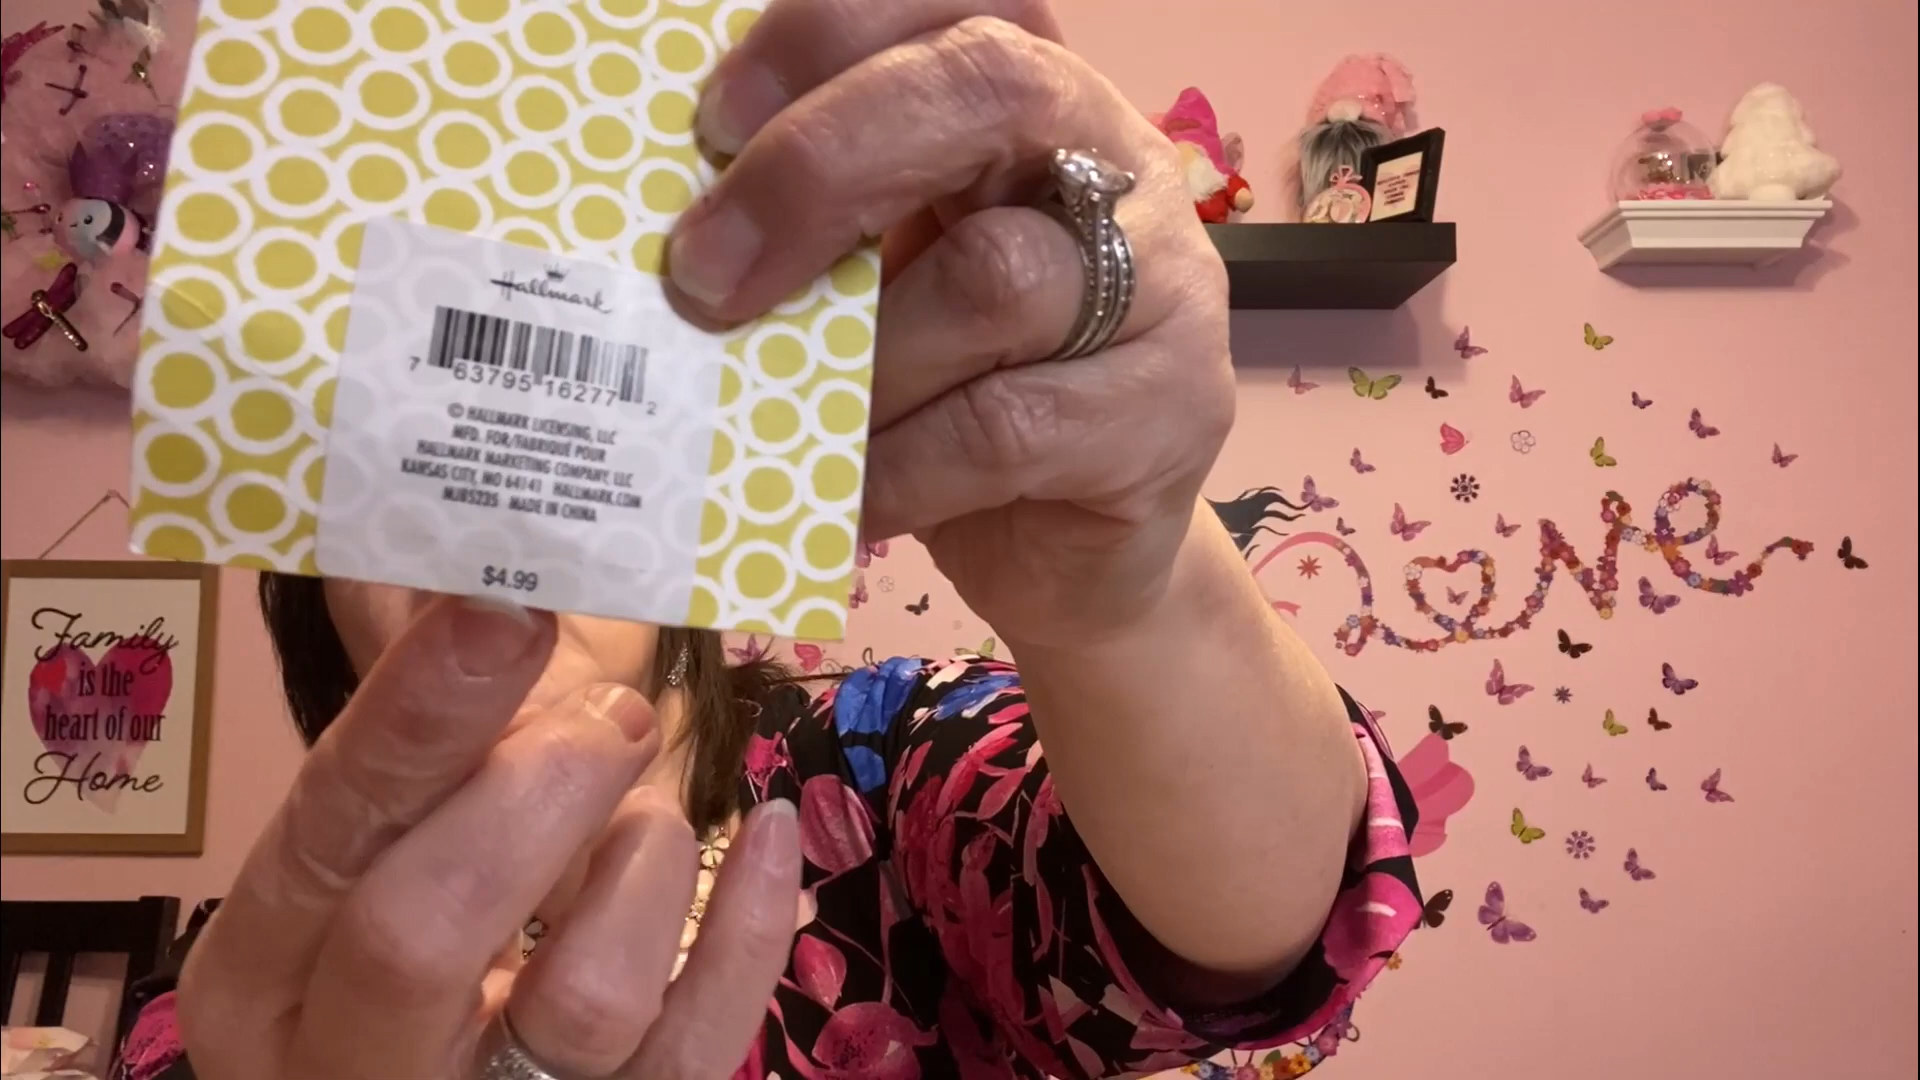 Hallmark
7 63795 16277 2
© HALLMARK LICENSING, LLC
MFD. FOR/FABRIQUÉ POUR
HALLMARK MARKETING COMPANY, LLC
KANSAS CITY, MO 64141 HALLMARK.COM
MJB5235 MADE IN CHINA
$4.99
Family
is the
heart of our
Home
love